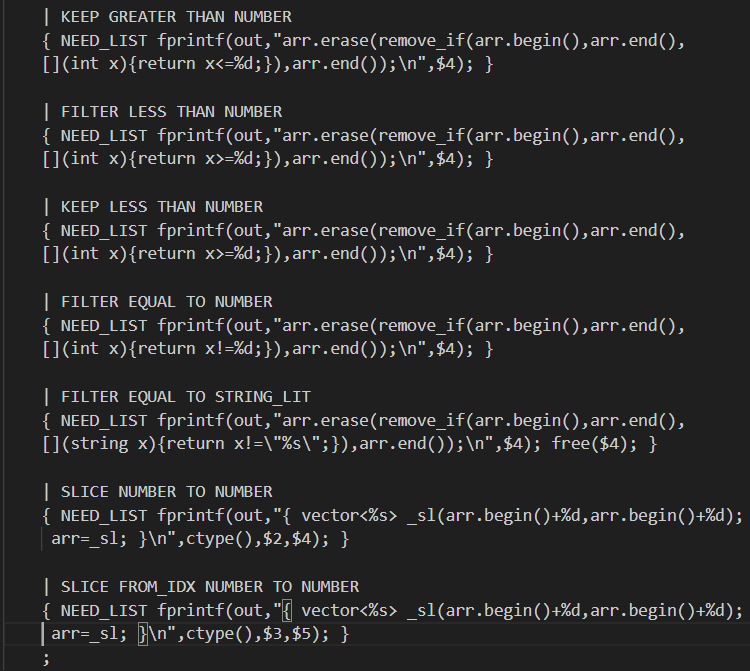 | KEEP GREATER THAN NUMBER
{ NEED_LIST fprintf(out,"arr.erase(remove_if(arr.begin(),arr.end(),
[](int x){return x<=%d;}),arr.end());\n",$4); }
| FILTER LESS THAN NUMBER
{ NEED_LIST fprintf(out,"arr.erase(remove_if(arr.begin(),arr.end(),
[](int x){return x>=%d;}),arr.end());\n",$4); }
| KEEP LESS THAN NUMBER
{ NEED_LIST fprintf(out,"arr.erase(remove_if(arr.begin(),arr.end(),
[](int x){return x>=%d;}),arr.end());\n",$4); }
| FILTER EQUAL TO NUMBER
{ NEED_LIST fprintf(out,"arr.erase(remove_if(arr.begin(),arr.end(),
[](int x){return x!=%d;}),arr.end());\n",$4); }
| FILTER EQUAL TO STRING_LIT
{ NEED_LIST fprintf(out,"arr.erase(remove_if(arr.begin(),arr.end(),
[](string x){return x!=\"%s\";}),arr.end());\n",$4); free($4); }
| SLICE NUMBER TO NUMBER
{ NEED_LIST fprintf(out,"{ vector<%s> _sl(arr.begin()+%d,arr.begin()+%d);
arr=_sl; }\n",ctype(),$2,$4); }
| SLICE FROM_IDX NUMBER TO NUMBER
{ NEED_LIST fprintf(out,"{ vector<%s> _sl(arr.begin()+%d,arr.begin()+%d);
arr=_sl; }\n",ctype(),$3,$5); }
;